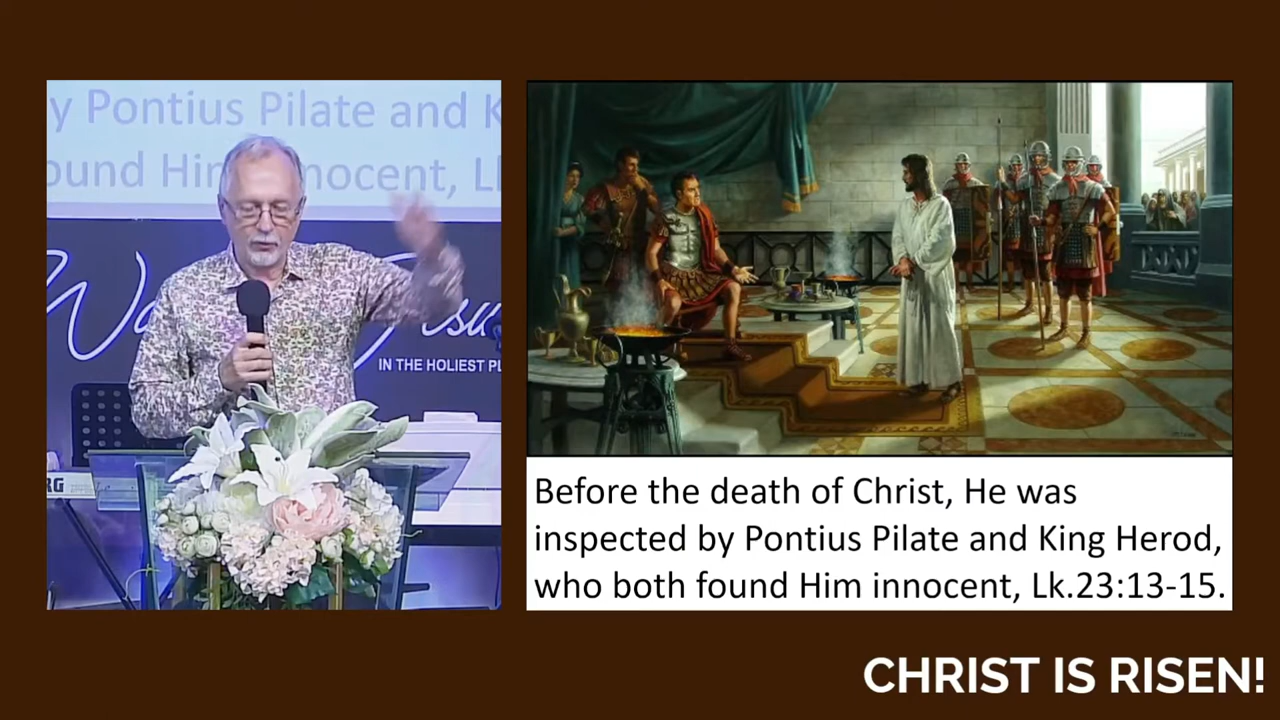 y Pontius Pilate and K
ound Him nocent, L
IN THE HOLIEST PL
Before the death of Christ, He was
inspected by Pontius Pilate and King Herod,
who both found Him innocent, Lk.23:13-15.
CHRIST IS RISEN!